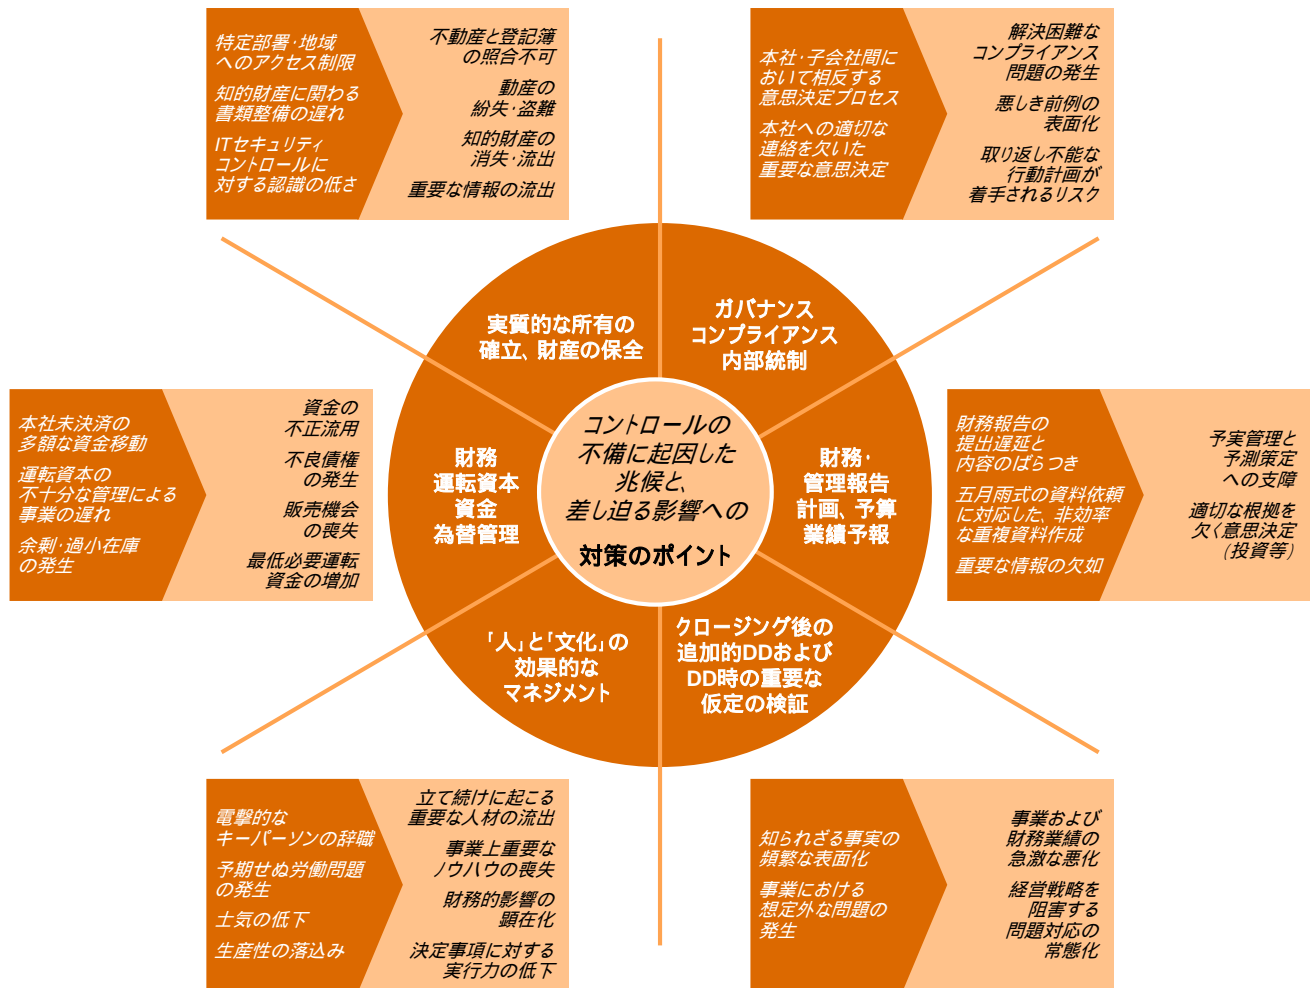 特定部署・地域
へのアクセス制限
知的財産に関わる
書類整備の遅れ
ITセキュリティ
コントロールに
対する認識の低さ
不動産と登記簿
の照合不可
動産の
紛失・盗難
知的財産の
消失・流出
重要な情報の流出
本社・子会社間に
おいて相反する
意思決定プロセス
本社への適切な
連絡を欠いた
重要な意思決定
解決困難な
コンプライアンス
問題の発生
悪しき前例の
表面化
取り返し不能な
行動計画が
着手されるリスク
実質的な所有の
確立、財産の保全
ガバナンス
コンプライアンス
内部統制
本社未決済の
多額な資金移動
運転資本の
不十分な管理による
事業の遅れ
余剰・過小在庫
の発生
資金の
不正流用
不良債権
の発生
販売機会
の喪失
最低必要運転
資金の増加
財務
運転資本
資金
為替管理
コントロールの
不備に起因した
兆候と、
差し迫る影響への
対策のポイント
財務・
管理報告
計画、予算
業績予報
財務報告の
提出遅延と
内容のばらつき
五月雨式の資料依頼
に対応した、非効率
な重複資料作成
重要な情報の欠如
予実管理と
予測策定
への支障
適切な根拠を
欠く意思決定
(投資等)
「人」と「文化」の
効果的な
マネジメント
クロージング後の
追加的DDおよび
DD時の重要な
仮定の検証
電撃的な
キーパーソンの辞職
予期せぬ労働問題
の発生
士気の低下
生産性の落込み
立て続けに起こる
重要な人材の流出
事業上重要な
ノウハウの喪失
財務的影響の
顕在化
決定事項に対する
実行力の低下
知られざる事実の
頻繁な表面化
事業における
想定外な問題の
発生
事業および
財務業績の
急激な悪化
経営戦略を
阻害する
問題対応の
常態化